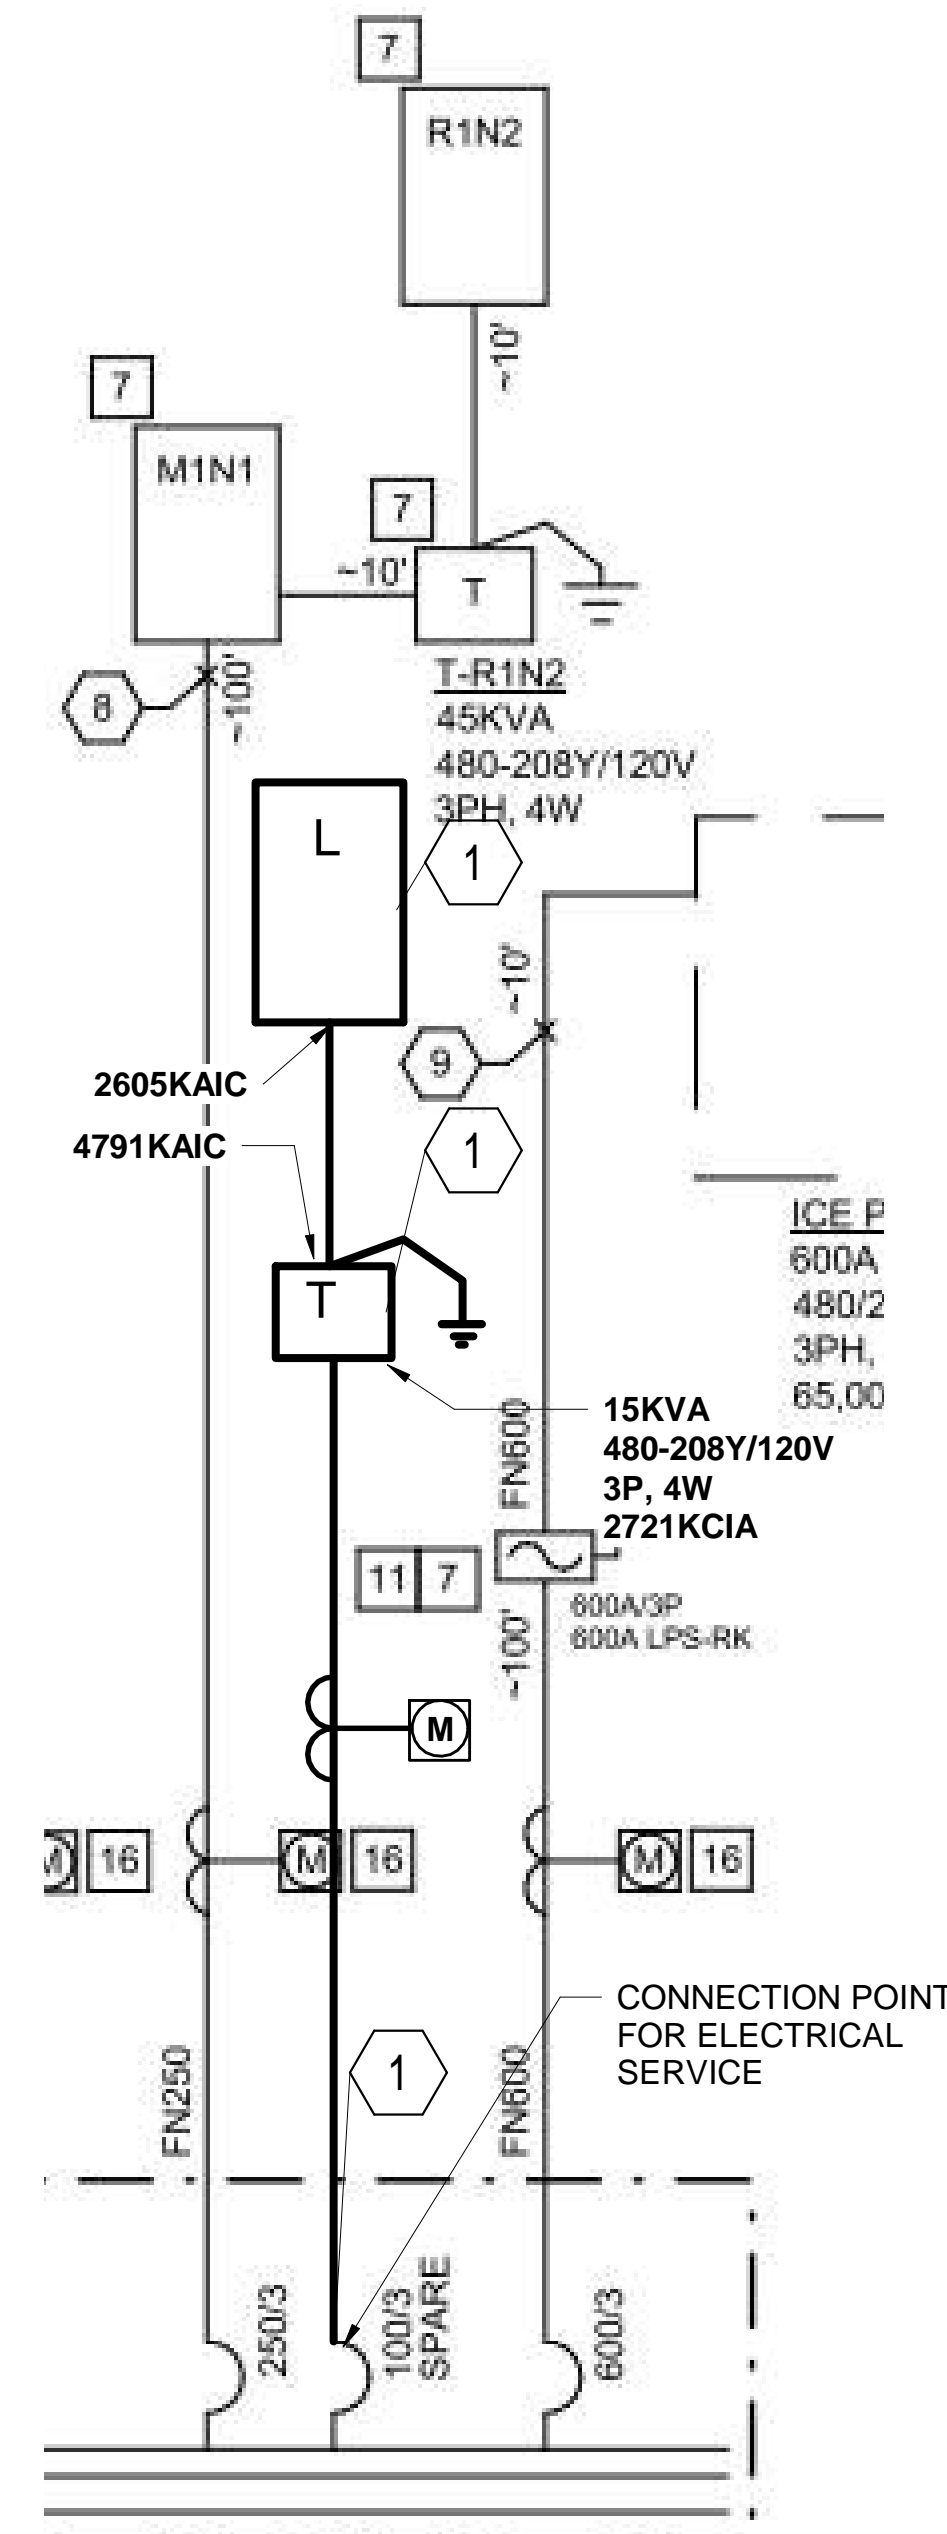 7
R1N2
~10'
7
M1N1
7
~10'
T
T-R1N2
45KVA
480-208Y/120V
3PH, 4W
8
~100'
L
1
~10'
9
2605KAIC
4791KAIC
1
T
ICE P
600A
480/2
3PH,
65,00
15KVA
480-208Y/120V
3P, 4W
2721KCIA
FN600
11 7
600A/3P
600A LPS-RK
~100'
M
M 16
M 16
M 16
CONNECTION POINT
FOR ELECTRICAL
SERVICE
FN250
1
FN600
250/3
100/3
SPARE
600/3